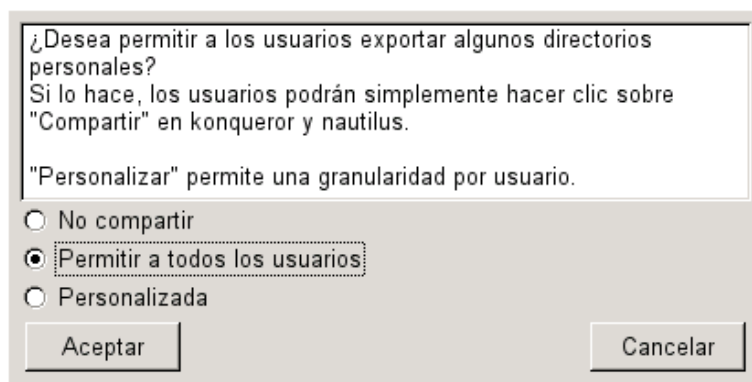 ¿Desea permitir a los usuarios exportar algunos directorios
personales?
Si lo hace, los usuarios podrán simplemente hacer clic sobre
"Compartir" en konqueror y nautilus.
"Personalizar" permite una granularidad por usuario.
No compartir
Permitir a todos los usuarios
Personalizada
Aceptar
Cancelar